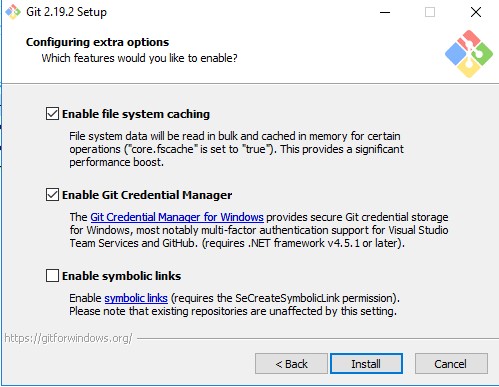 Git 2.19.2 Setup
Configuring extra options
Which features would you like to enable?
Enable file system caching
File system data will be read in bulk and cached in memory for certain
operations ("core.fscache" is set to "true"). This provides a significant
performance boost.
Enable Git Credential Manager
The Git Credential Manager for Windows provides secure Git credential storage
for Windows, most notably multi-factor authentication support for Visual Studio
Team Services and GitHub. (requires .NET framework v4.5.1 or later).
Enable symbolic links
Enable symbolic links (requires the SeCreateSymbolicLink permission).
Please note that existing repositories are unaffected by this setting.
https://gitforwindows.org/
< Back Install Cancel